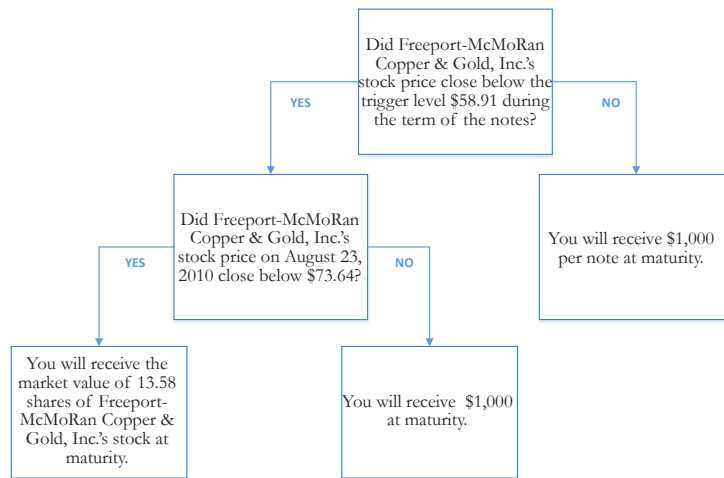 Did Freeport-McMoRan
Copper & Gold, Inc.'s
stock price close below the
trigger level $58.91 during
the term of the notes?
YES
NO
Did Freeport-McMoRan
Copper & Gold, Inc.'s
stock price on August 23,
2010 close below $73.64?
You will receive $1,000
per note at maturity.
YES
NO
You will receive the
market value of 13.58
shares of Freeport-
McMoRan Copper &
Gold, Inc.'s stock at
maturity.
You will receive $1,000
at maturity.